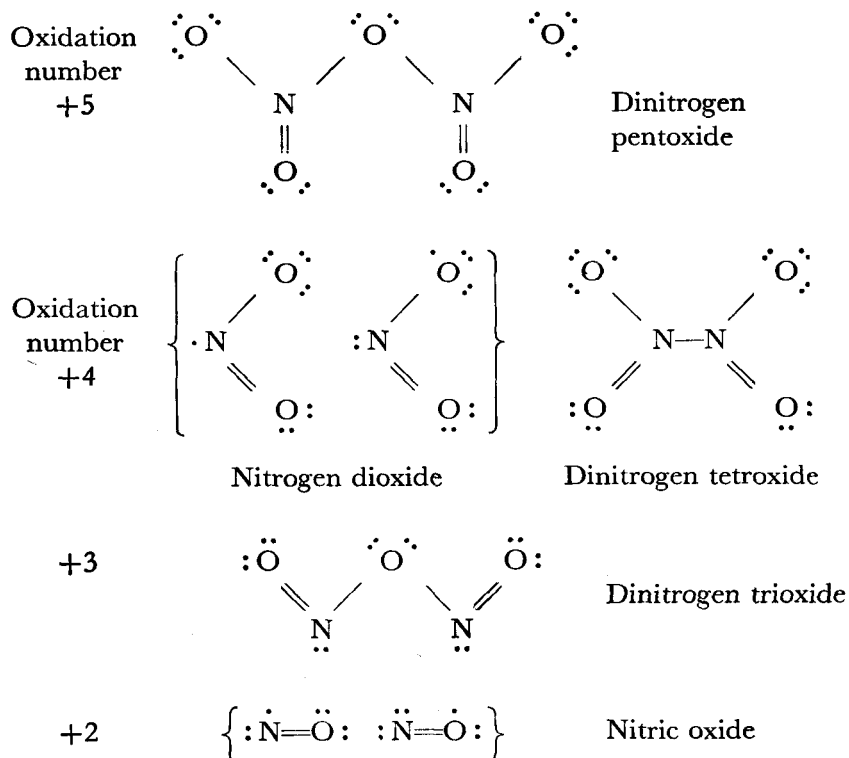 Oxidation
number
+5
O O O
N N
O O
Dinitrogen
pentoxide
Oxidation
number
+4
O O O O
N N N—N
O O O O
Nitrogen dioxide
Dinitrogen tetroxide
+3
O O O
N N
Dinitrogen trioxide
+2
{:N=O: :N=O:}
Nitric oxide